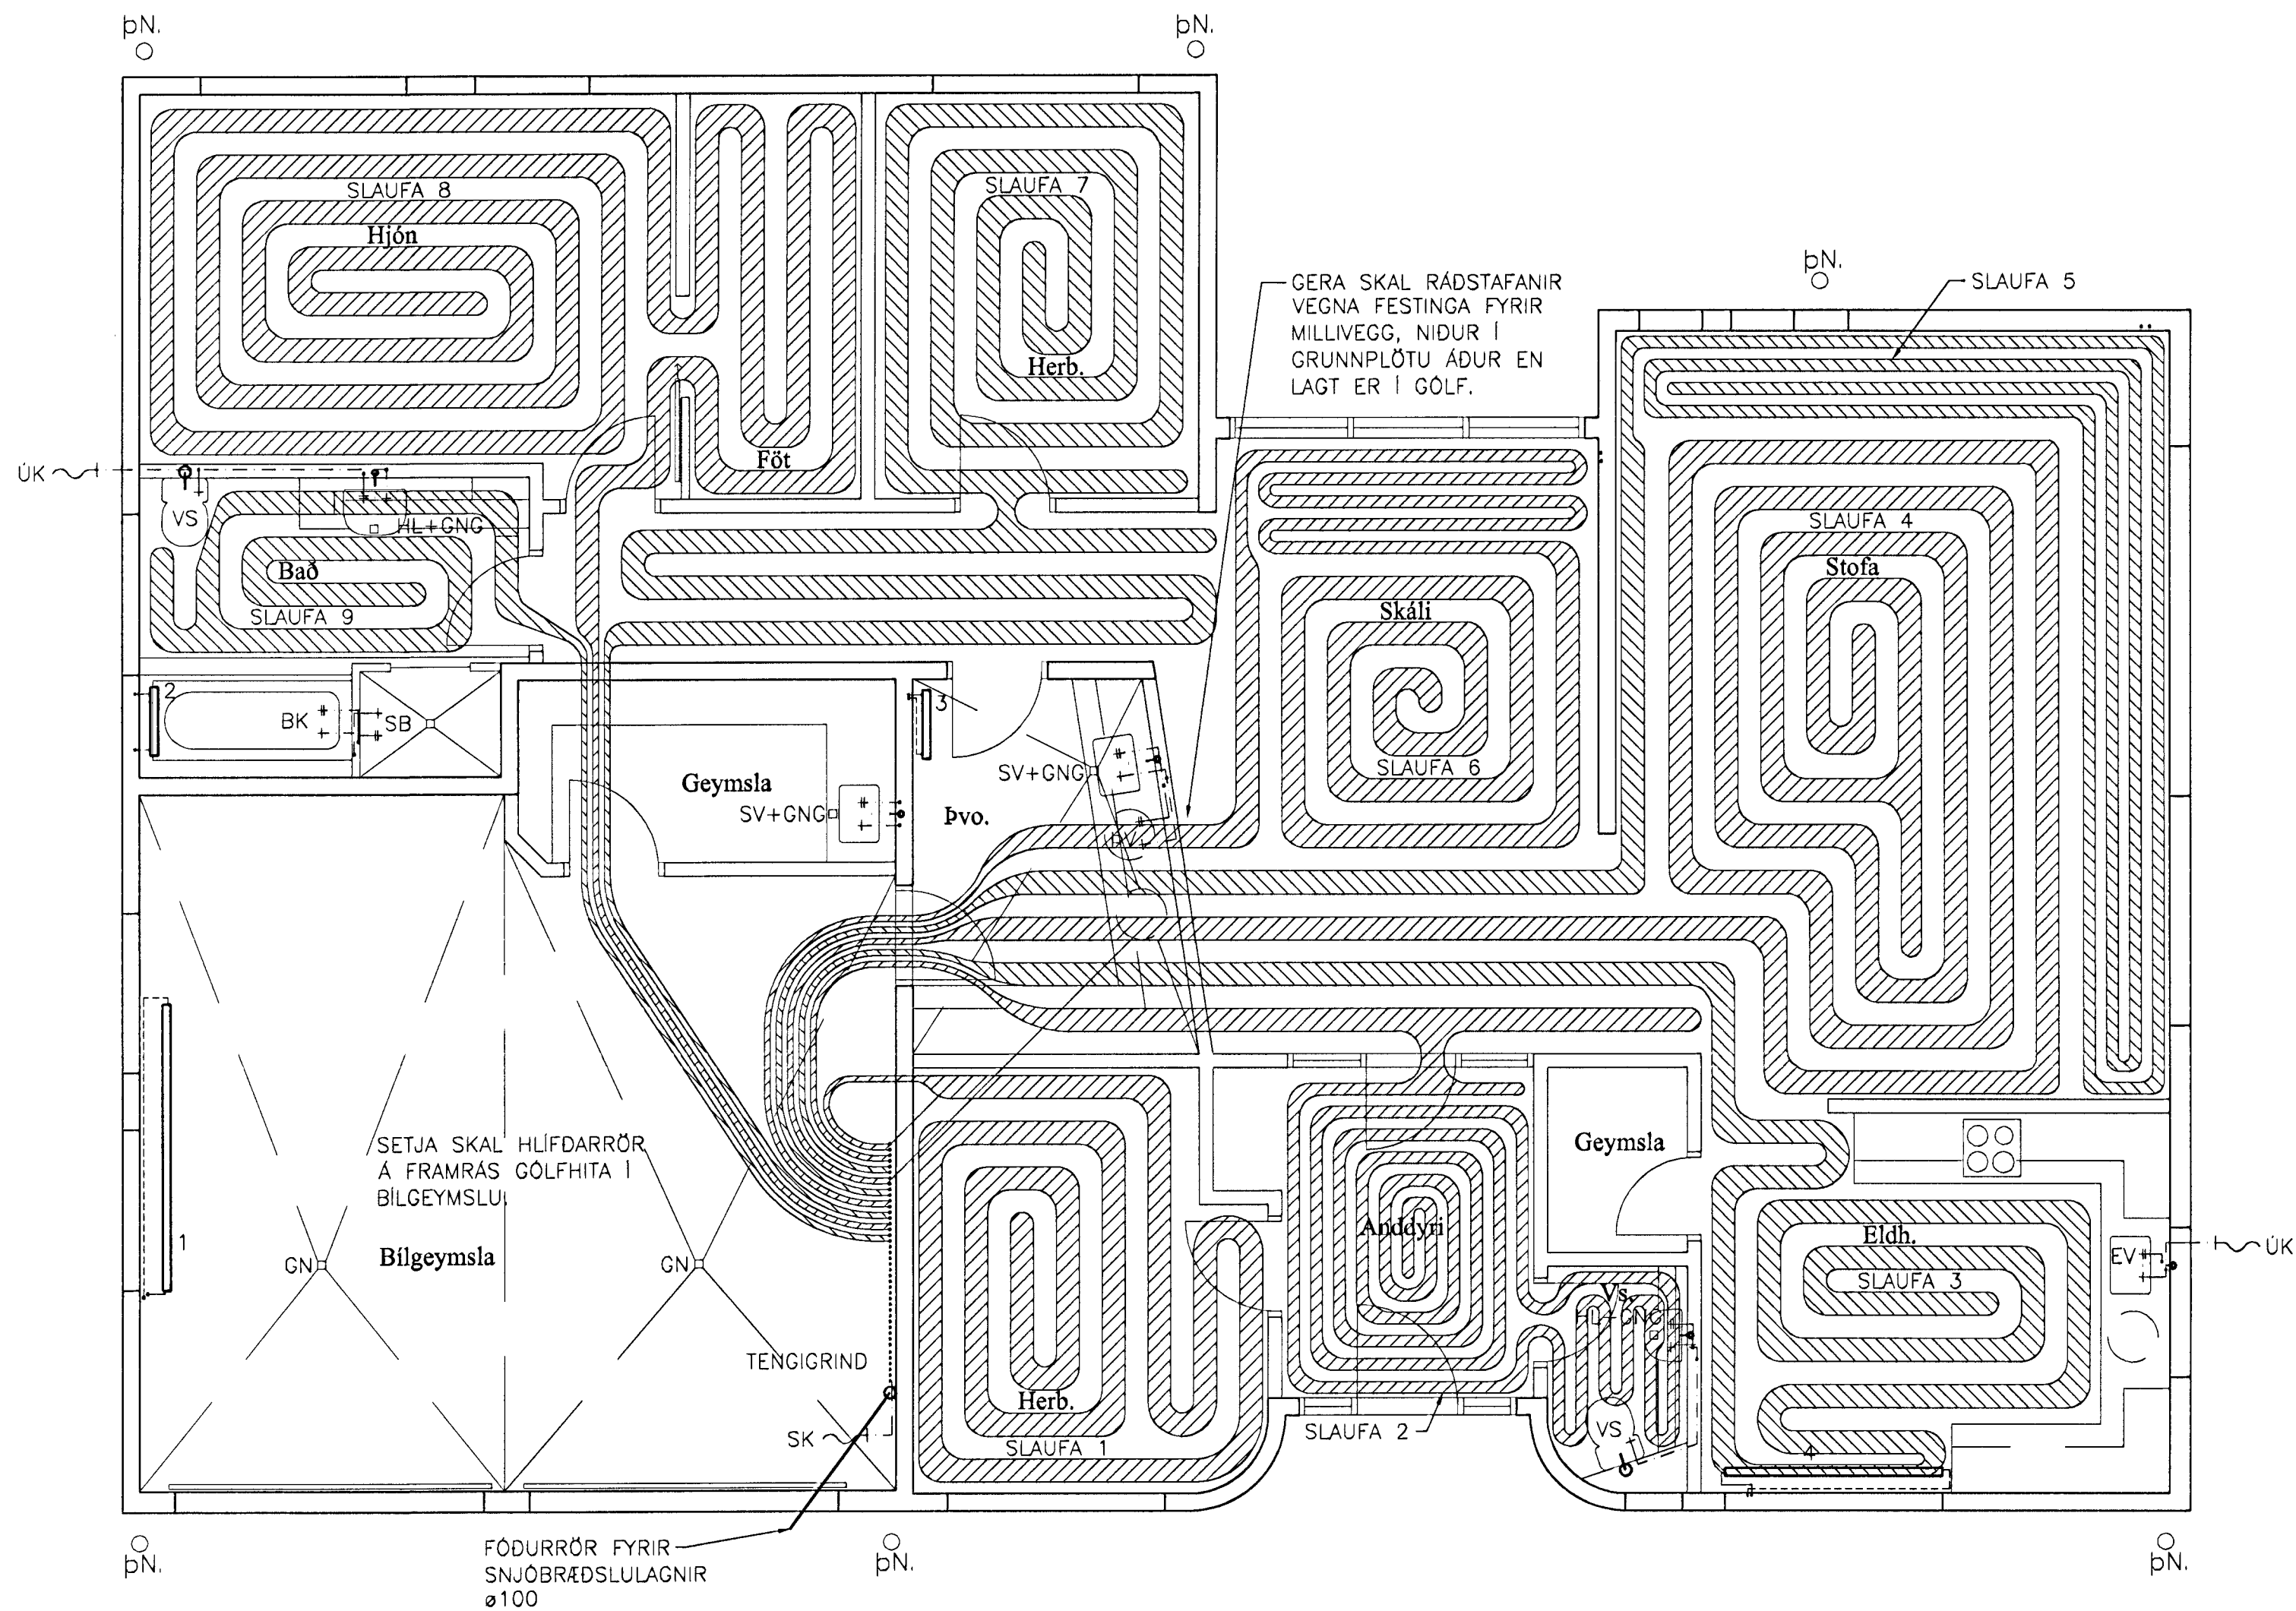 þN.
þN.
SLAUFA 8
Hjón
SLAUFA 7
Herb.
Föt
GERA SKAL RÁÐSTAFANIR
VEGNA FESTINGA FYRIR
MILLIVEGG, NIÐUR Í
GRUNNPLÖTU ÁÐUR EN
LAGT ER Í GÓLF.
þN.
SLAUFA 5
ÚK
VS
HL+GNG
Bað
SLAUFA 9
SLAUFA 4
Stofa
Skáli
SLAUFA 6
2
BK
SB
Geymsla
SV+GNG
3
SV+GNG
Þvo.
SETJA SKAL HLÍFÐARRÖR
Á FRAMRÁS GÓLFHITA Í
BÍLGEYMSLU.
1
GN
Bílgeymsla
GN
TENGIGRIND
SK
Herb.
SLAUFA 1
Anddyri
SLAUFA 2
Geymsla
Vs.
HL+GNG
VS
Eldh.
SLAUFA 3
EV
ÚK
4
þN.
FÓÐURRÖR FYRIR
SNJÓBRÆÐSLULAGNIR
ø100
þN.
þN.